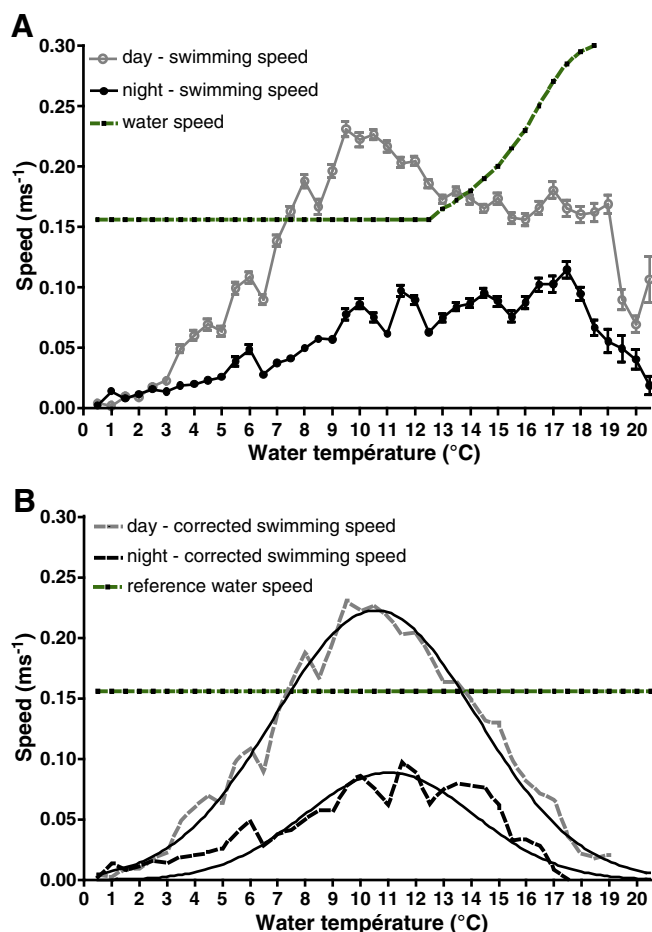 A
day - swimming speed
night - swimming speed
water speed
0.30
0.25
0.20
0.15
0.10
0.05
0.00
Speed (ms-1)
0 1 2 3 4 5 6 7 8 9 10 11 12 13 14 15 16 17 18 19 20
Water température (°C)
B
day - corrected swimming speed
night - corrected swimming speed
reference water speed
0.30
0.25
0.20
0.15
0.10
0.05
0.00
Speed (ms-1)
0 1 2 3 4 5 6 7 8 9 10 11 12 13 14 15 16 17 18 19 20
Water température (°C)